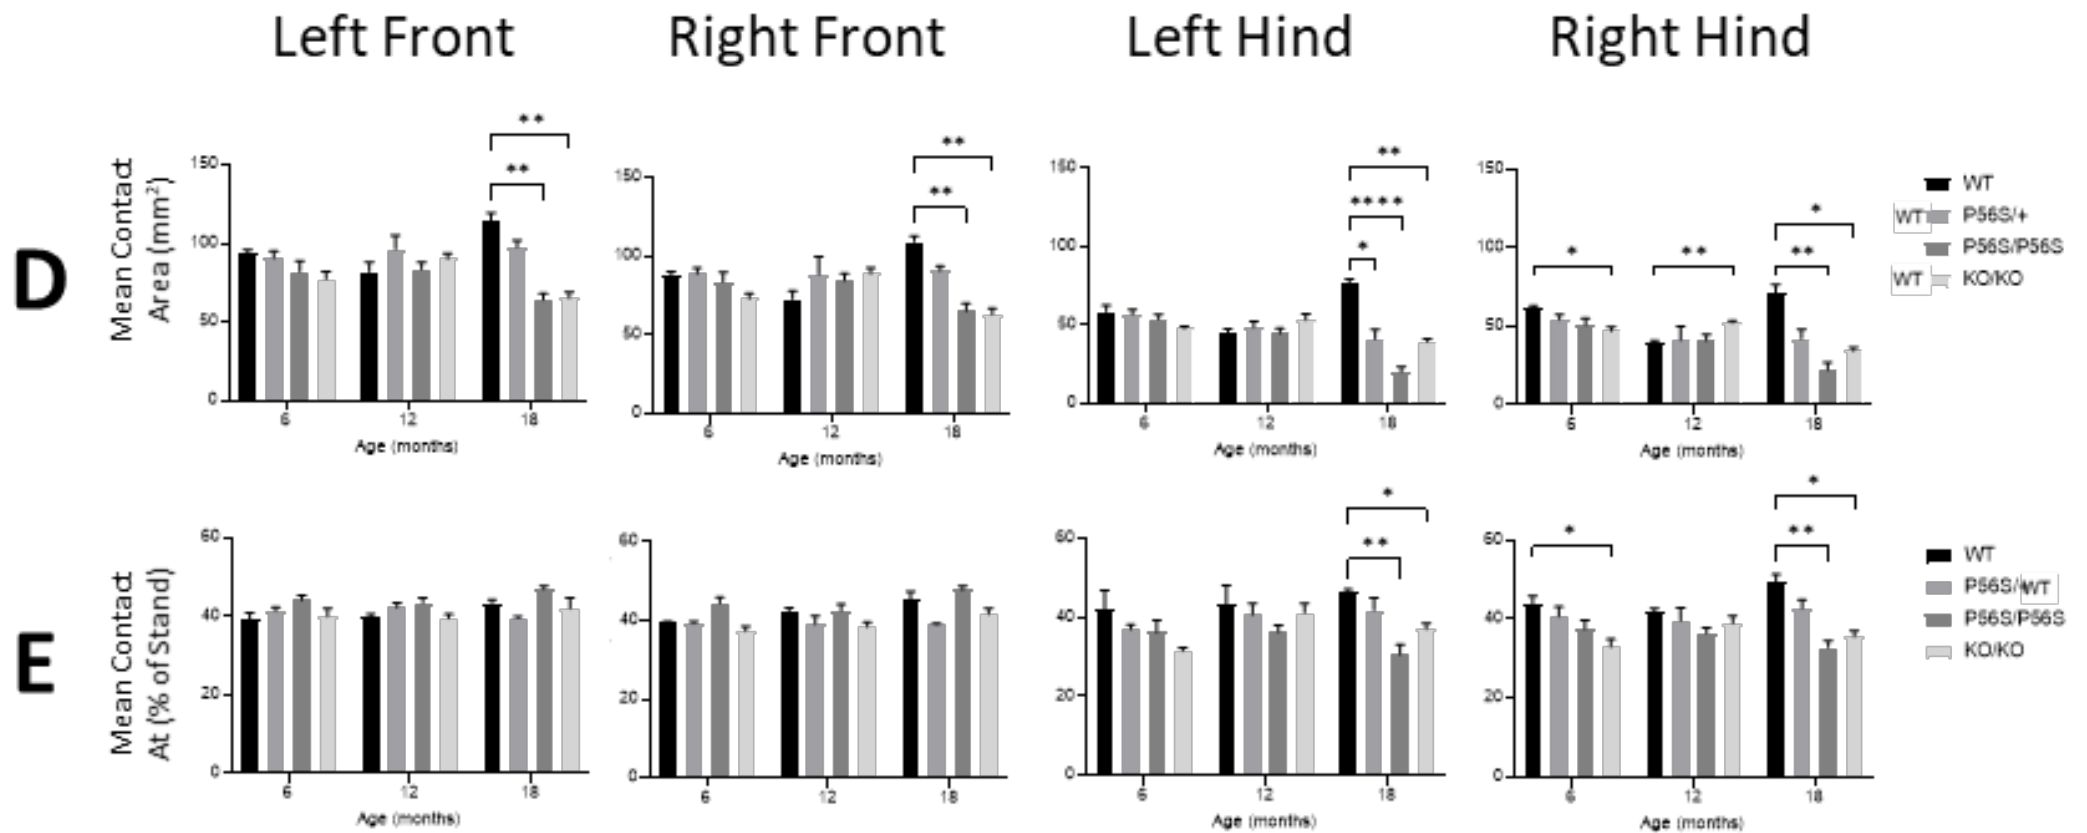 Left Front
Right Front
Left Hind
Right Hind
D
Mean Contact
Area (mm²)
150
100
50
0
**
**
6
12
18
Age (months)
150
100
50
0
**
**
6
12
18
Age (months)
150
100
50
0
**
****
*
6
12
18
Age (months)
150
100
50
0
*
**
*
**
6
12
18
Age (months)
WT
WT P56S/+
P56S/P56S
WT KO/KO
E
Mean Contact
At (% of Stand)
60
40
20
0
6
12
18
Age (months)
60
40
20
0
6
12
18
Age (months)
60
40
20
0
*
**
6
12
18
Age (months)
60
40
20
0
*
*
**
6
12
18
Age (months)
WT
P56S/WT
P56S/P56S
KO/KO